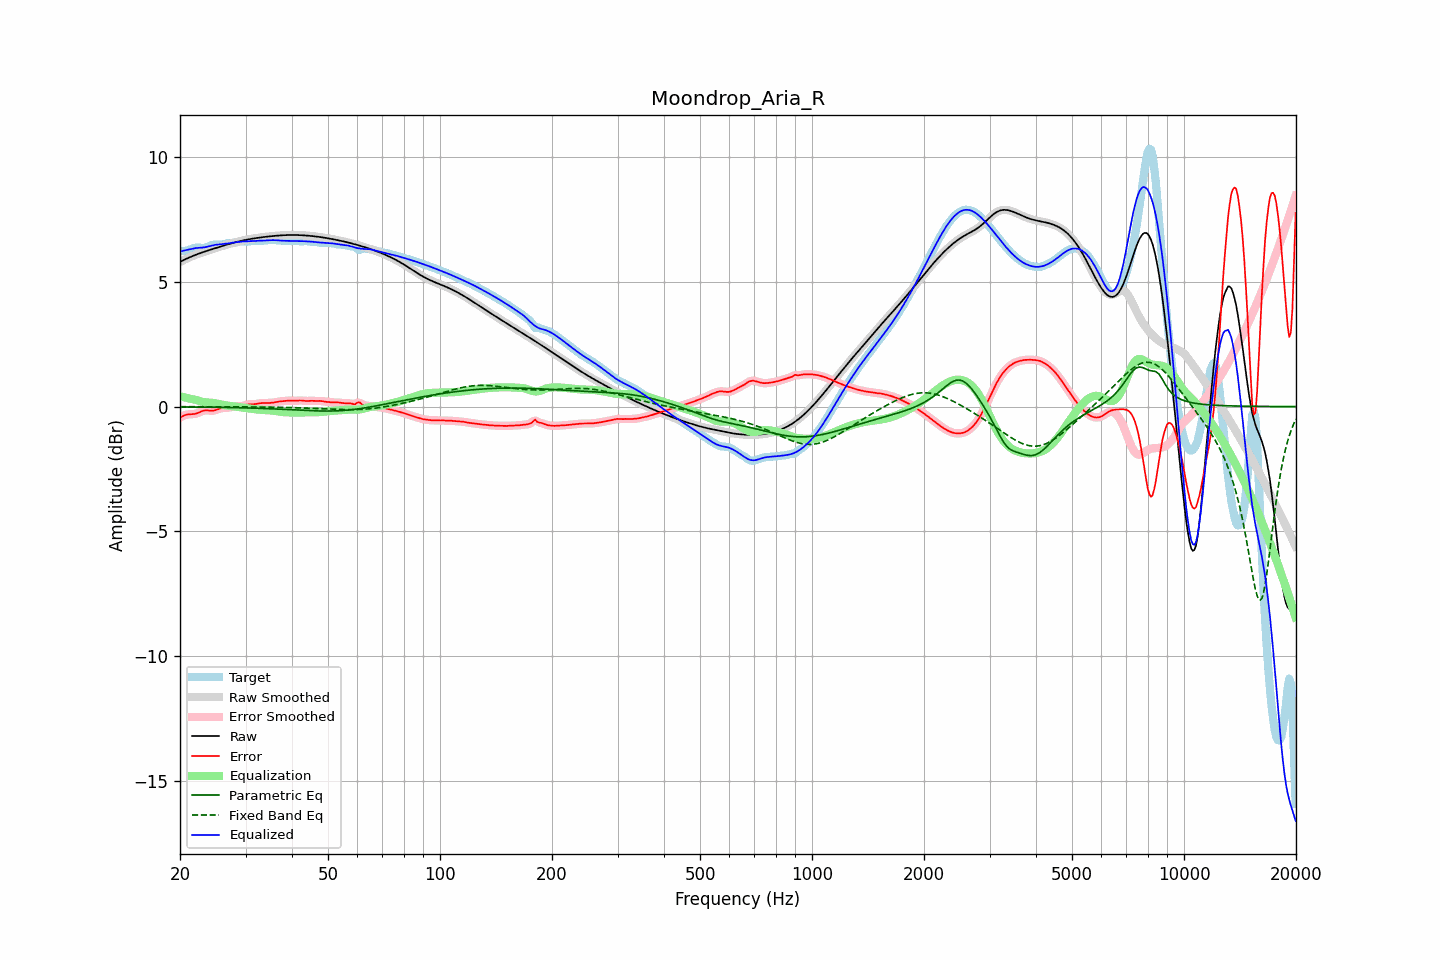 Moondrop_Aria_R
Amplitude (dBr)
10
5
0
−5
−10
−15
Target
Raw Smoothed
Error Smoothed
Raw
Error
Equalization
Parametric Eq
Fixed Band Eq
Equalized
20 50 100 200 500 1000 2000 5000 10000 20000
Frequency (Hz)